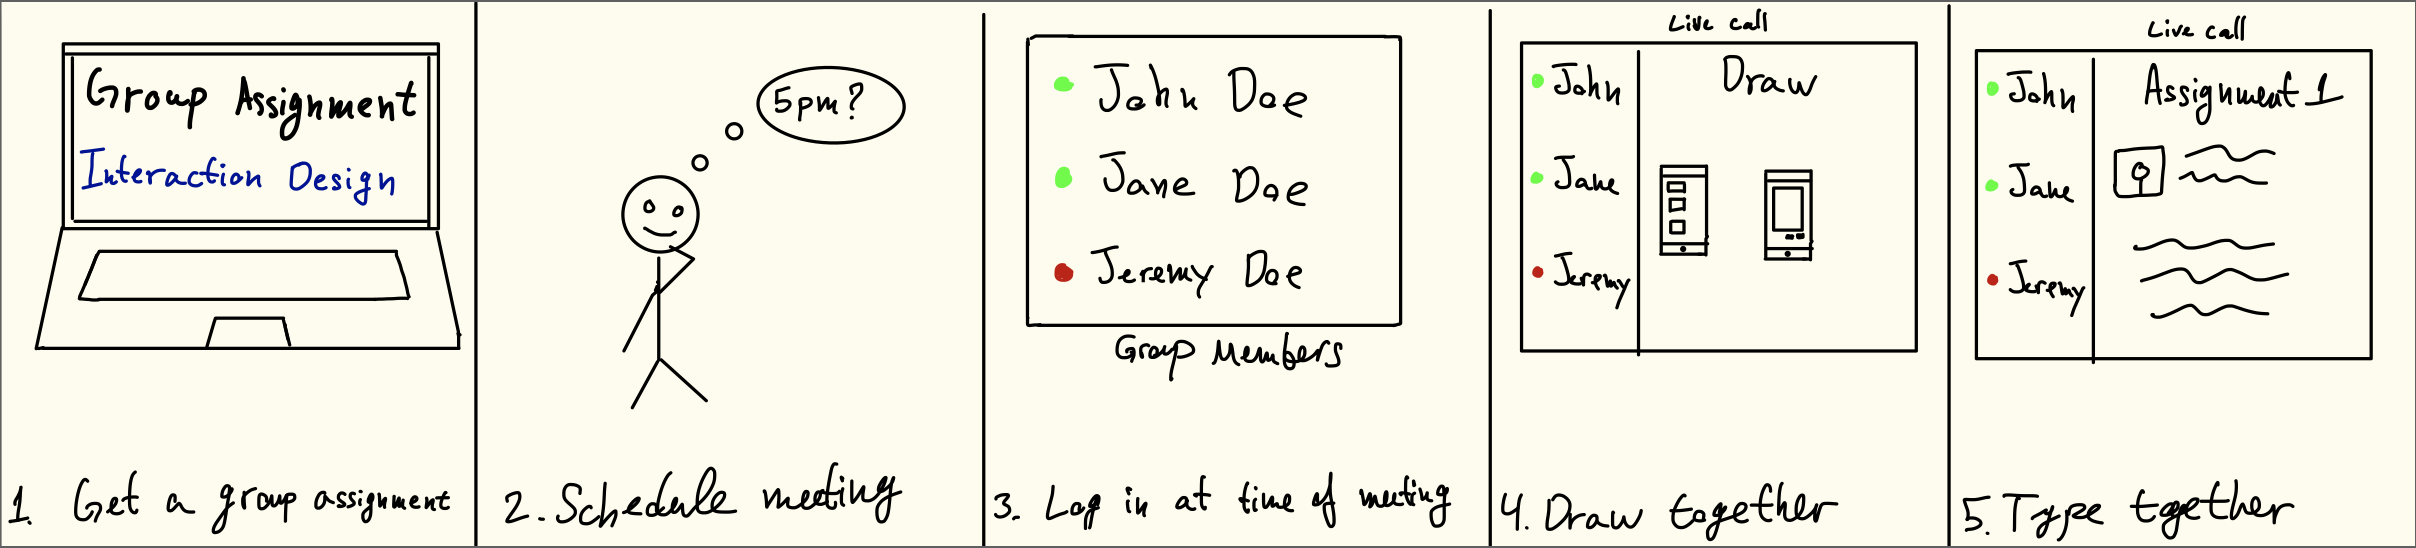 Group Assignment
Interaction Design
1. Get a group assignment
5pm?
2. Schedule meeting
John Doe
Jane Doe
Jeremy Doe
Group Members
3. Log in at time of meeting
Live call
John
Jane
Jeremy
Draw
4. Draw together
Live call
John
Jane
Jeremy
Assignment 1
5. Type together